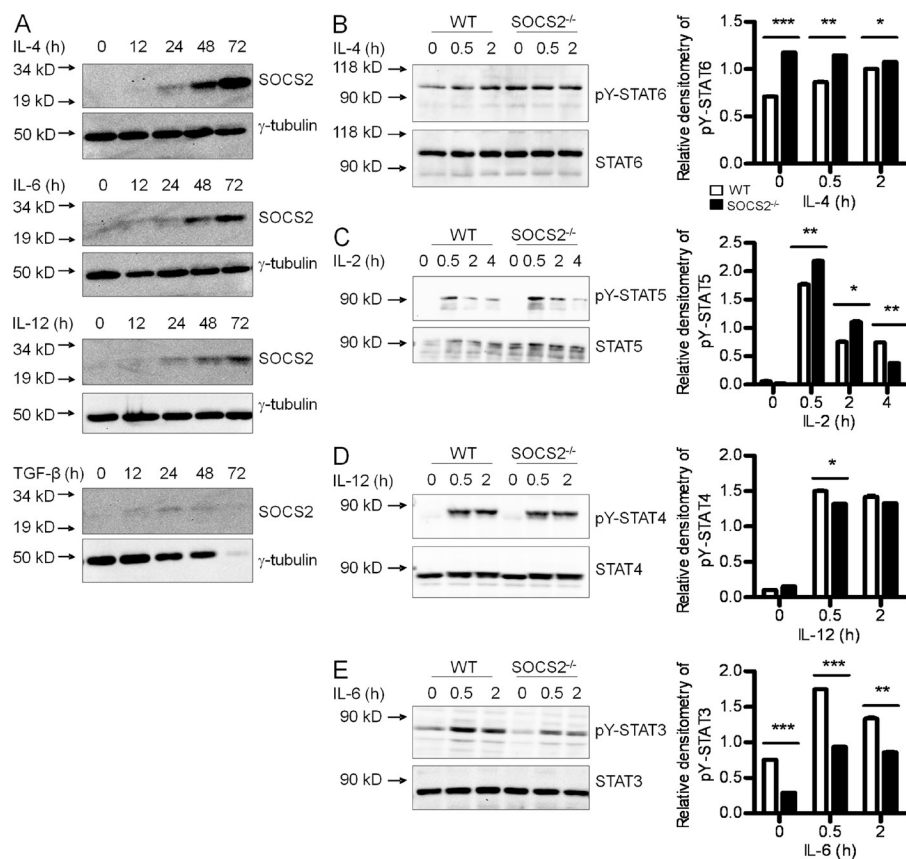 A
IL-4 (h) 0 12 24 48 72
34 kD
19 kD
SOCS2
50 kD
γ-tubulin
IL-6 (h) 0 12 24 48 72
34 kD
19 kD
SOCS2
50 kD
γ-tubulin
IL-12 (h) 0 12 24 48 72
34 kD
19 kD
SOCS2
50 kD
γ-tubulin
TGF-β (h) 0 12 24 48 72
34 kD
19 kD
SOCS2
50 kD
γ-tubulin
B
WT SOCS2-/-
IL-4 (h) 0 0.5 2 0 0.5 2
118 kD
90 kD
pY-STAT6
118 kD
90 kD
STAT6
Relative densitometry of
pY-STAT6
1.5
1.0
0.5
0.0
*** ** *
0 0.5 2
IL-4 (h)
WT
SOCS2-/-
C
WT SOCS2-/-
IL-2 (h) 0 0.5 2 4 0 0.5 2 4
90 kD
pY-STAT5
90 kD
STAT5
Relative densitometry of
pY-STAT5
2.5
2.0
1.5
1.0
0.5
0.0
** * **
0 0.5 2 4
IL-2 (h)
D
WT SOCS2-/-
IL-12 (h) 0 0.5 2 0 0.5 2
90 kD
pY-STAT4
90 kD
STAT4
Relative densitometry of
pY-STAT4
2.0
1.5
1.0
0.5
0.0
*
0 0.5 2
IL-12 (h)
E
WT SOCS2-/-
IL-6 (h) 0 0.5 2 0 0.5 2
90 kD
pY-STAT3
90 kD
STAT3
Relative densitometry of
pY-STAT3
2.0
1.5
1.0
0.5
0.0
*** *** **
0 0.5 2
IL-6 (h)